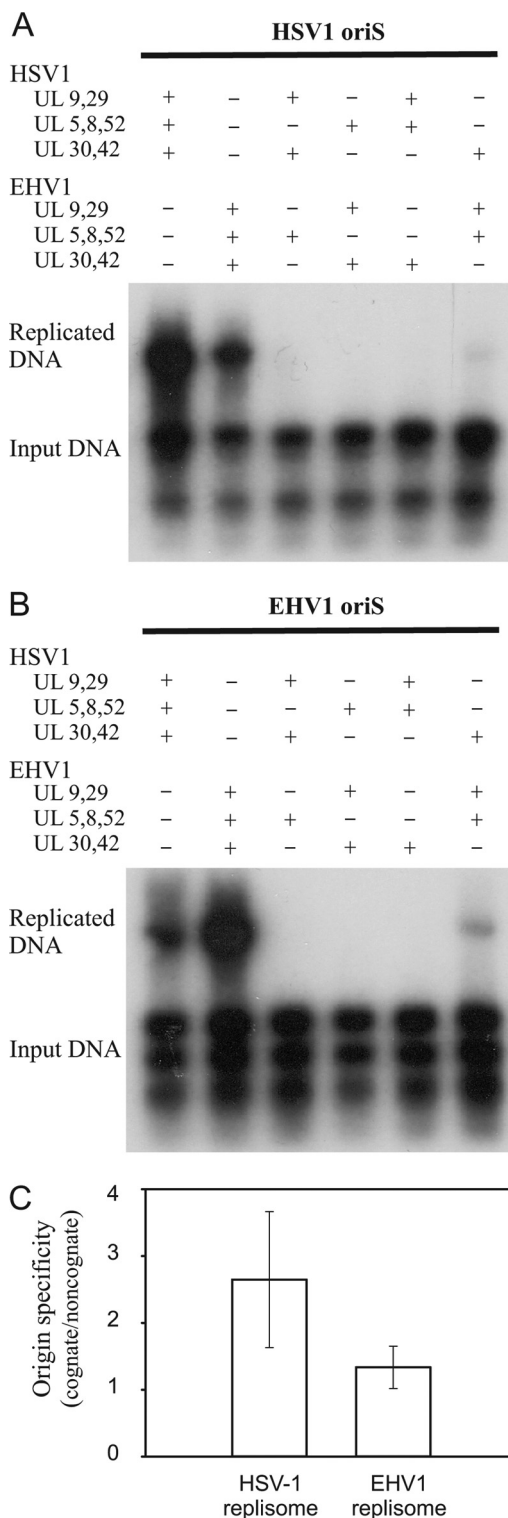 A
HSV1 oriS
HSV1
UL 9,29 + – + – + –
UL 5,8,52 + – – + + –
UL 30,42 + – + – – +
EHV1
UL 9,29 – + – + – +
UL 5,8,52 – + + – – +
UL 30,42 – + – + + –
Replicated
DNA
Input DNA
B
EHV1 oriS
HSV1
UL 9,29 + – + – + –
UL 5,8,52 + – – + + –
UL 30,42 + – + – – +
EHV1
UL 9,29 – + – + – +
UL 5,8,52 – + + – – +
UL 30,42 – + – + + –
Replicated
DNA
Input DNA
C
Origin specificity
(cognate/noncognate)
4
3
2
1
0
HSV-1
replisome
EHV1
replisome